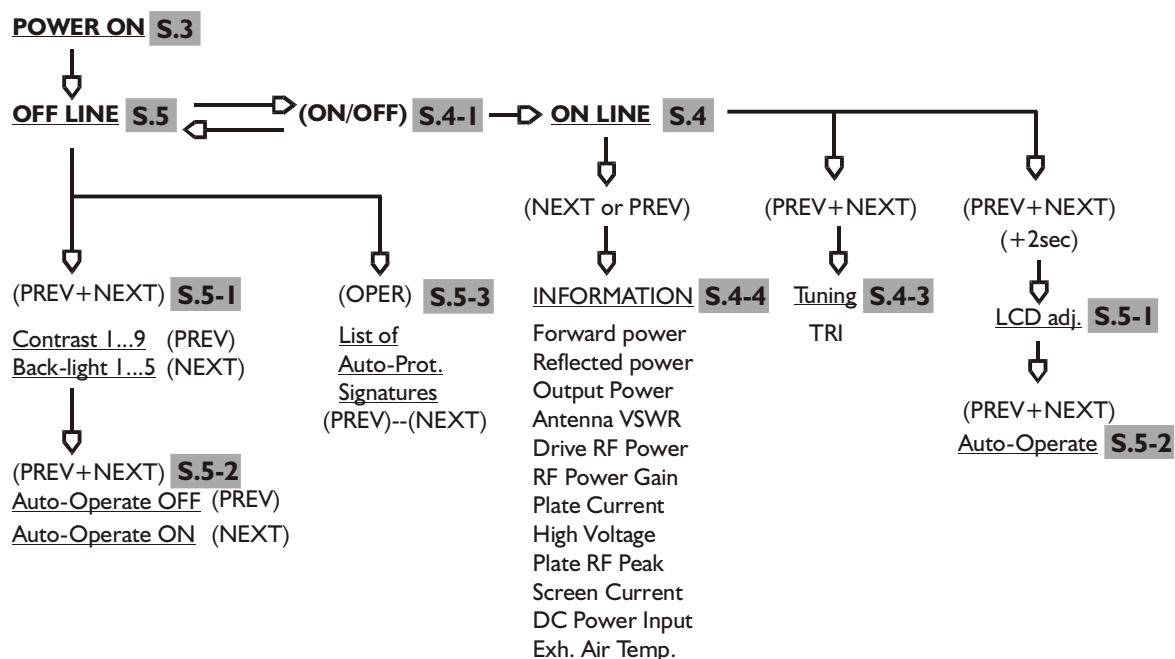 POWER ON S.3
OFF LINE S.5 (ON/OFF) S.4-1 ON LINE S.4
(NEXT or PREV) (PREV+NEXT) (PREV+NEXT)
(+2sec)
(PREV+NEXT) S.5-1
Contrast 1...9 (PREV)
Back-light 1...5 (NEXT)
(PREV+NEXT) S.5-2
Auto-Operate OFF (PREV)
Auto-Operate ON (NEXT)
(OPER) S.5-3
List of
Auto-Prot.
Signatures
(PREV)--(NEXT)
INFORMATION S.4-4
Forward power
Reflected power
Output Power
Antenna VSWR
Drive RF Power
RF Power Gain
Plate Current
High Voltage
Plate RF Peak
Screen Current
DC Power Input
Exh. Air Temp.
Tuning S.4-3
TRI
LCD adj. S.5-1
(PREV+NEXT)
Auto-Operate S.5-2